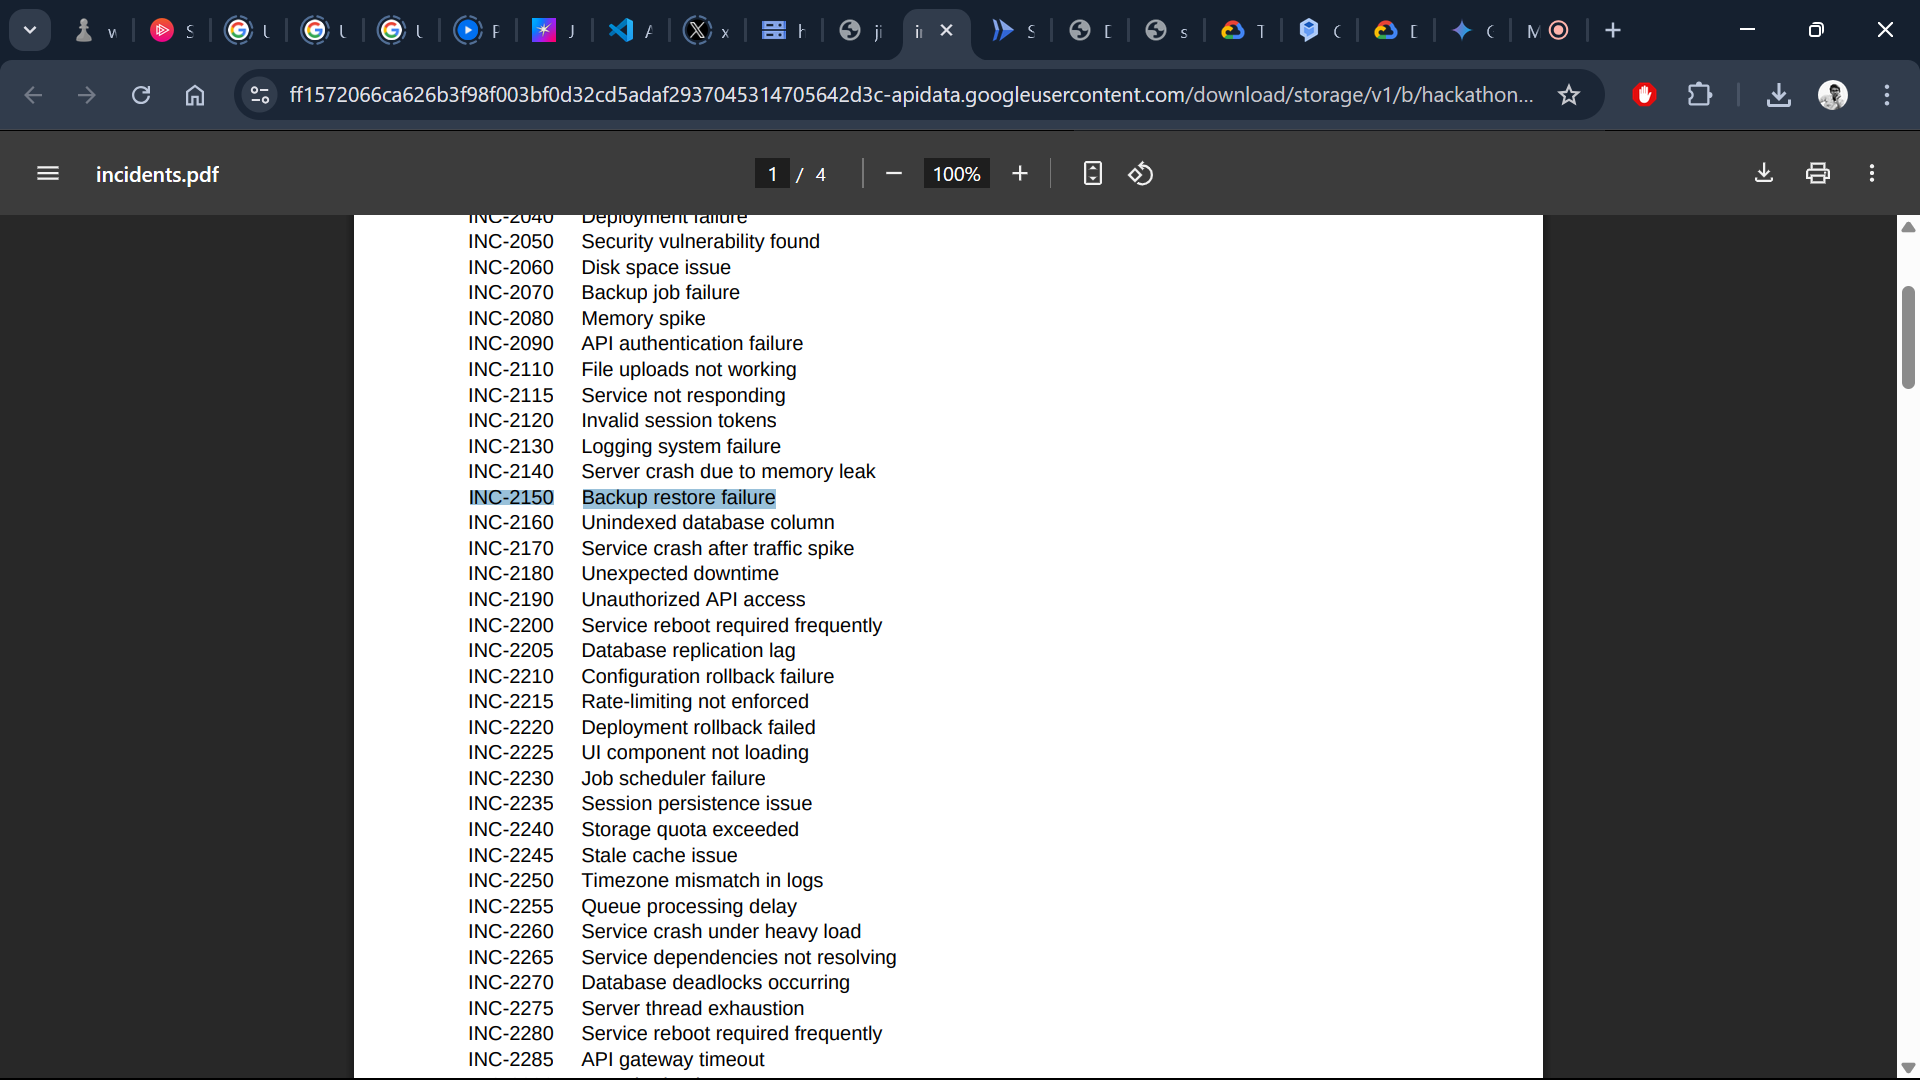 ff1572066ca626b3f98f003bf0d32cd5adaf2937045314705642d3c-apidata.googleusercontent.com/download/storage/v1/b/hackathon...
incidents.pdf
1 / 4
100%
INC-2040 Deployment failure
INC-2050 Security vulnerability found
INC-2060 Disk space issue
INC-2070 Backup job failure
INC-2080 Memory spike
INC-2090 API authentication failure
INC-2110 File uploads not working
INC-2115 Service not responding
INC-2120 Invalid session tokens
INC-2130 Logging system failure
INC-2140 Server crash due to memory leak
INC-2150 Backup restore failure
INC-2160 Unindexed database column
INC-2170 Service crash after traffic spike
INC-2180 Unexpected downtime
INC-2190 Unauthorized API access
INC-2200 Service reboot required frequently
INC-2205 Database replication lag
INC-2210 Configuration rollback failure
INC-2215 Rate-limiting not enforced
INC-2220 Deployment rollback failed
INC-2225 UI component not loading
INC-2230 Job scheduler failure
INC-2235 Session persistence issue
INC-2240 Storage quota exceeded
INC-2245 Stale cache issue
INC-2250 Timezone mismatch in logs
INC-2255 Queue processing delay
INC-2260 Service crash under heavy load
INC-2265 Service dependencies not resolving
INC-2270 Database deadlocks occurring
INC-2275 Server thread exhaustion
INC-2280 Service reboot required frequently
INC-2285 API gateway timeout